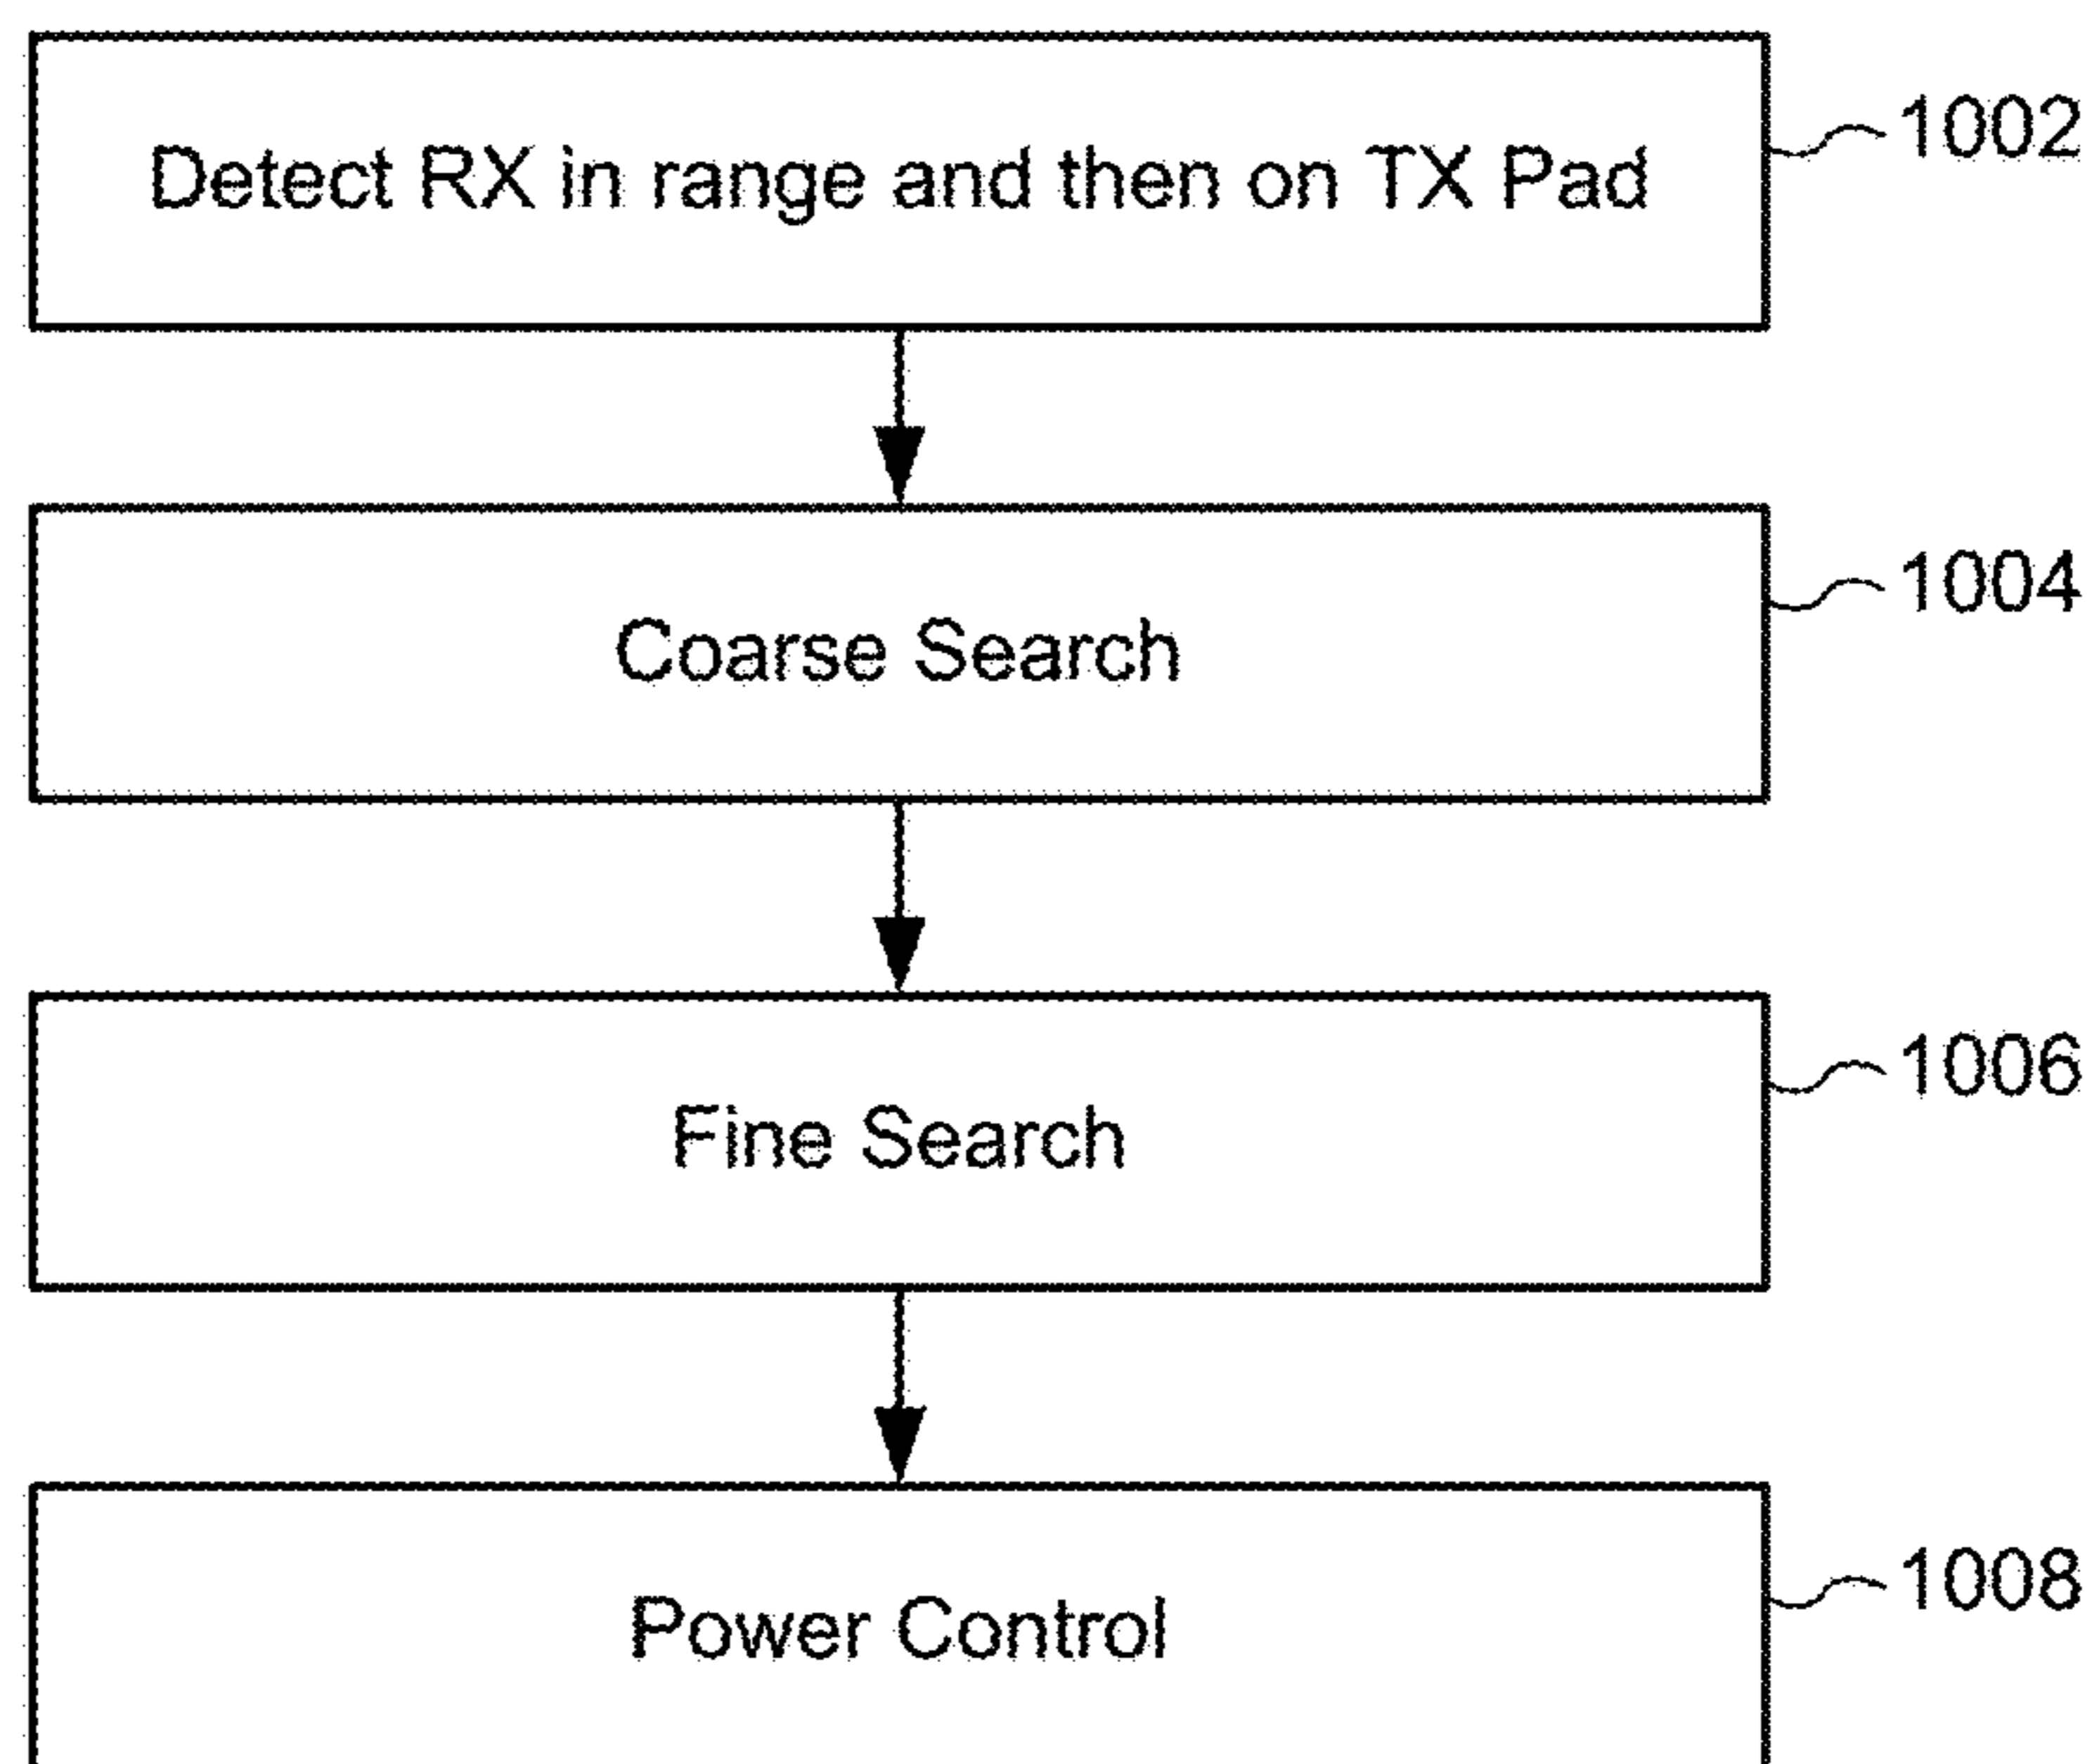 Detect RX in range and then on TX Pad
1002
Coarse Search
1004
Fine Search
1006
Power Control
1008